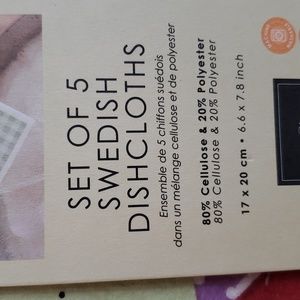 SET OF 5
SWEDISH
DISHCLOTHS
Ensemble de 5 chiffons suédois
dans un mélange cellulose et de polyester
80% Cellulose & 20% Polyester
80% Cellulose & 20% Polyester
17 x 20 cm • 6.6 x 7.8 inch